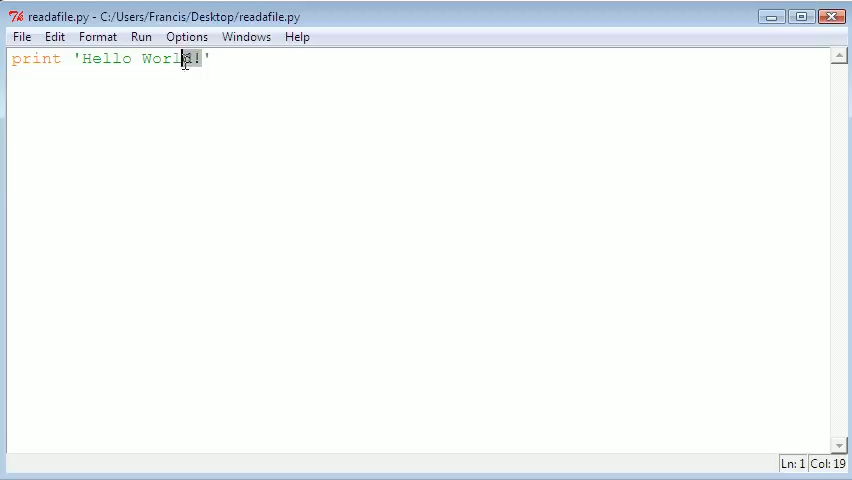 readafile.py - C:/Users/Francis/Desktop/readafile.py
File Edit Format Run Options Windows Help
print 'Hello World!'
Ln: 1 Col: 19